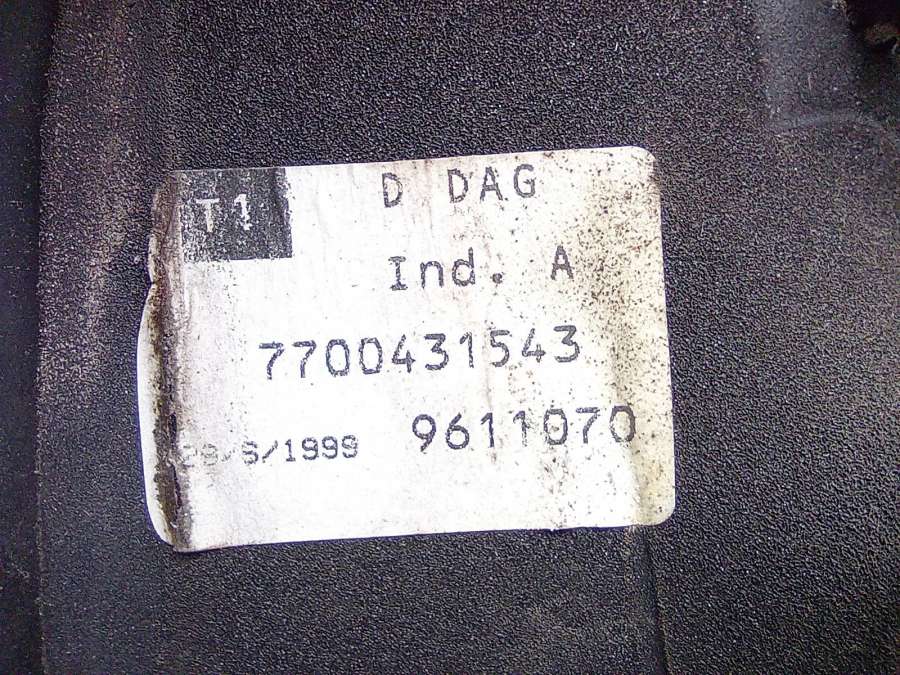 T1
D DAG
Ind. A
7700431543
9611070